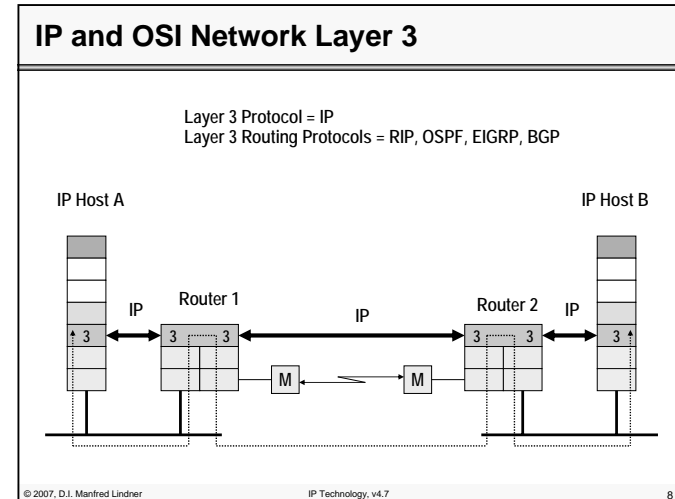 IP and OSI Network Layer 3
Layer 3 Protocol = IP
Layer 3 Routing Protocols = RIP, OSPF, EIGRP, BGP
IP Host A
IP Host B
Router 1
Router 2
IP
IP
IP
3
3
3
3
3
3
M
M
© 2007, D.I. Manfred Lindner
IP Technology, v4.7
8